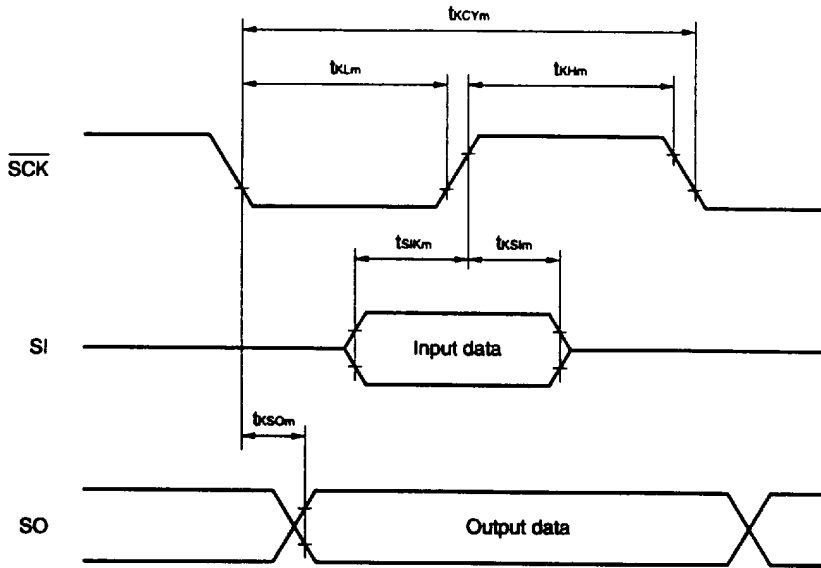 tKCYm
tKLm
tKHm
SCK
tSIKm
tKSIm
SI
Input data
tKSOm
SO
Output data